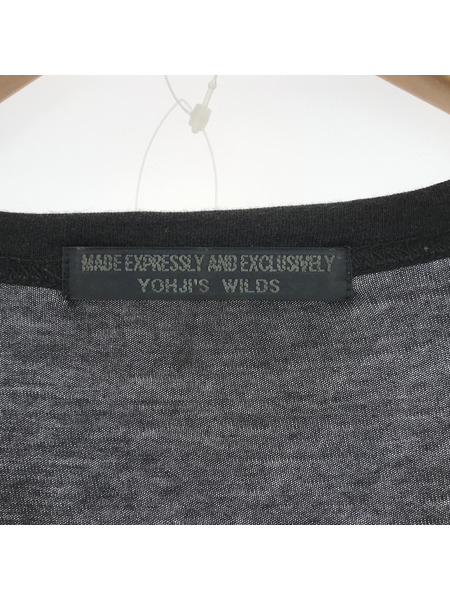 MADE EXPRESSLY AND EXCLUSIVELY
YOHJI'S WILDS